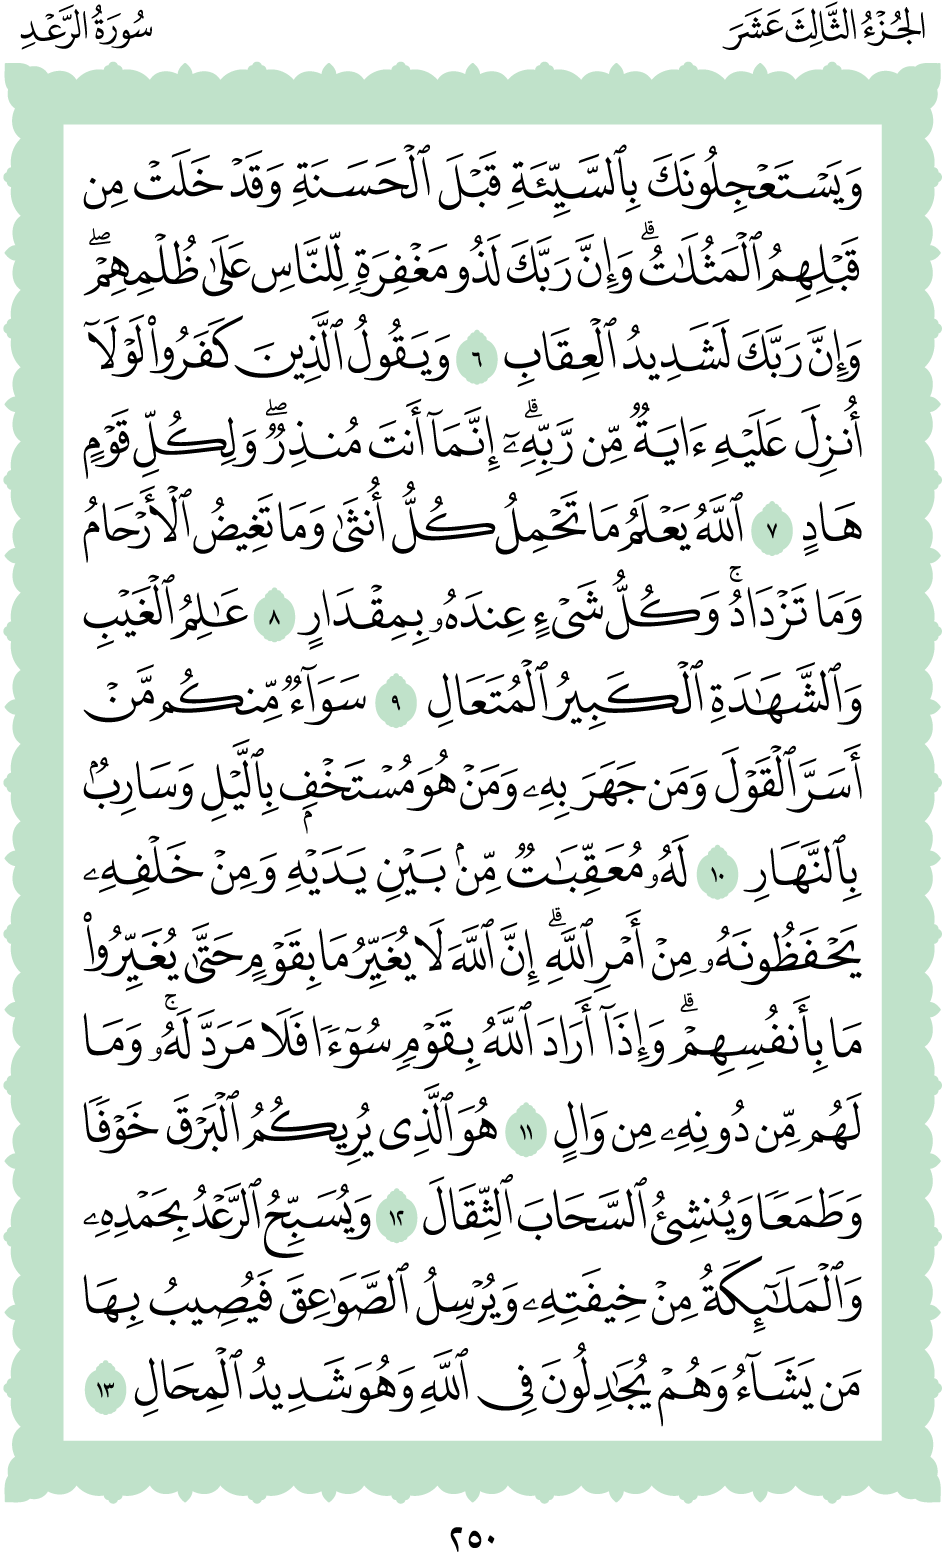 الجُزْءُ الثَّالِثَ عَشَرَ
سُورَةُ الرَّعْدِ
وَيَسْتَعْجِلُونَكَ بِٱلسَّيِّئَةِ قَبْلَ ٱلْحَسَنَةِ وَقَدْ خَلَتْ مِن
قَبْلِهِمُ ٱلْمَثُلَٰتُۗ وَإِنَّ رَبَّكَ لَذُو مَغْفِرَةٖ لِّلنَّاسِ عَلَىٰ ظُلْمِهِمْۖ
وَإِنَّ رَبَّكَ لَشَدِيدُ ٱلْعِقَابِ ٦ وَيَقُولُ ٱلَّذِينَ كَفَرُوا۟ لَوْلَآ
أُنزِلَ عَلَيْهِ ءَايَةٞ مِّن رَّبِّهِۦٓۗ إِنَّمَآ أَنتَ مُنذِرٞۖ وَلِكُلِّ قَوْمٍ
هَادٍ ٧ ٱللَّهُ يَعْلَمُ مَا تَحْمِلُ كُلُّ أُنثَىٰ وَمَا تَغِيضُ ٱلْأَرْحَامُ
وَمَا تَزْدَادُۚ وَكُلُّ شَىْءٍ عِندَهُۥ بِمِقْدَارٍ ٨ عَٰلِمُ ٱلْغَيْبِ
وَٱلشَّهَٰدَةِ ٱلْكَبِيرُ ٱلْمُتَعَالِ ٩ سَوَآءٞ مِّنكُم مَّنْ
أَسَرَّ ٱلْقَوْلَ وَمَن جَهَرَ بِهِۦ وَمَنْ هُوَ مُسْتَخْفِۭ بِٱلَّيْلِ وَسَارِبُۢ
بِٱلنَّهَارِ ١٠ لَهُۥ مُعَقِّبَٰتٞ مِّنۢ بَيْنِ يَدَيْهِ وَمِنْ خَلْفِهِۦ
يَحْفَظُونَهُۥ مِنْ أَمْرِ ٱللَّهِۗ إِنَّ ٱللَّهَ لَا يُغَيِّرُ مَا بِقَوْمٍ حَتَّىٰ يُغَيِّرُوا۟
مَا بِأَنفُسِهِمْۗ وَإِذَآ أَرَادَ ٱللَّهُ بِقَوْمٖ سُوٓءٗا فَلَا مَرَدَّ لَهُۥۚ وَمَا
لَهُم مِّن دُونِهِۦ مِن وَالٍ ١١ هُوَ ٱلَّذِى يُرِيكُمُ ٱلْبَرْقَ خَوْفٗا
وَطَمَعٗا وَيُنشِئُ ٱلسَّحَابَ ٱلثِّقَالَ ١٢ وَيُسَبِّحُ ٱلرَّعْدُ بِحَمْدِهِۦ
وَٱلْمَلَٰٓئِكَةُ مِنْ خِيفَتِهِۦ وَيُرْسِلُ ٱلصَّوَٰعِقَ فَيُصِيبُ بِهَا
مَن يَشَآءُ وَهُمْ يُجَٰدِلُونَ فِى ٱللَّهِ وَهُوَ شَدِيدُ ٱلْمِحَالِ ١٣
٢٥٠